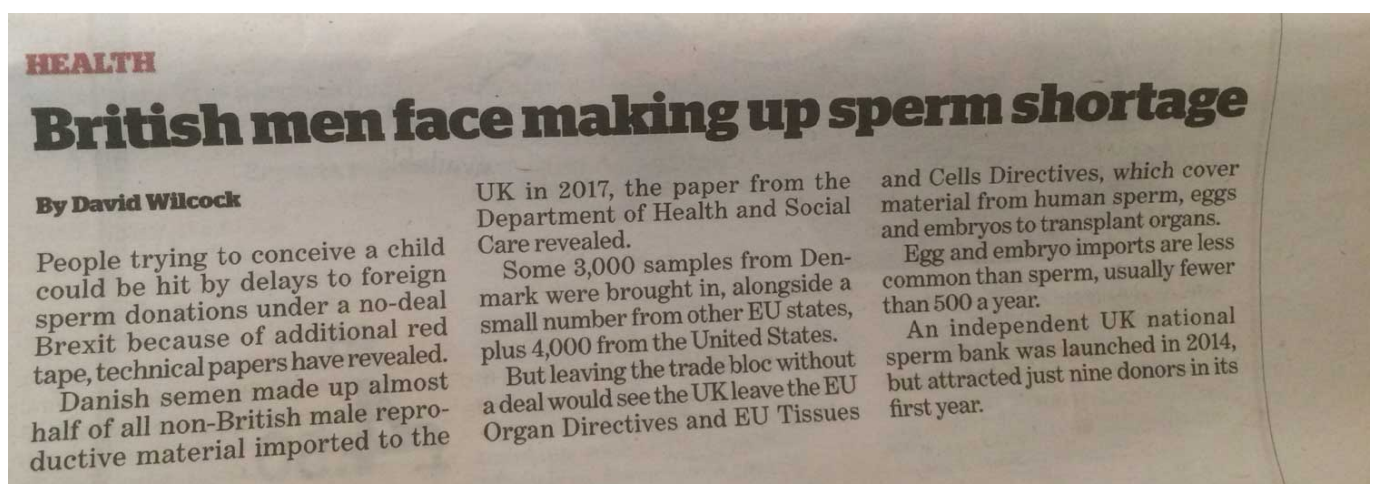 HEALTH
British men face making up sperm shortage
By David Wilcock
People trying to conceive a child
could be hit by delays to foreign
sperm donations under a no-deal
Brexit because of additional red
tape, technical papers have revealed.
Danish semen made up almost
half of all non-British male repro-
ductive material imported to the
UK in 2017, the paper from the
Department of Health and Social
Care revealed.
Some 3,000 samples from Den-
mark were brought in, alongside a
small number from other EU states,
plus 4,000 from the United States.
But leaving the trade bloc without
a deal would see the UK leave the EU
Organ Directives and EU Tissues
and Cells Directives, which cover
material from human sperm, eggs
and embryos to transplant organs.
Egg and embryo imports are less
common than sperm, usually fewer
than 500 a year.
An independent UK national
sperm bank was launched in 2014,
but attracted just nine donors in its
first year.